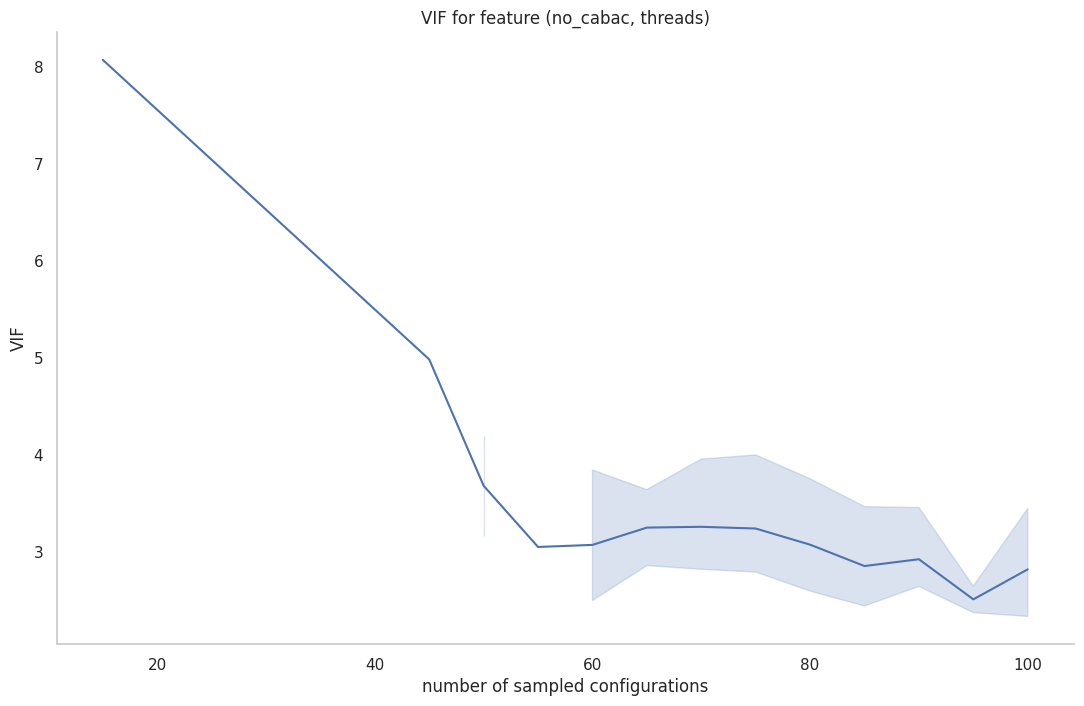 VIF for feature (no_cabac, threads)
8
7
6
5
4
3
VIF
20 40 60 80 100
number of sampled configurations